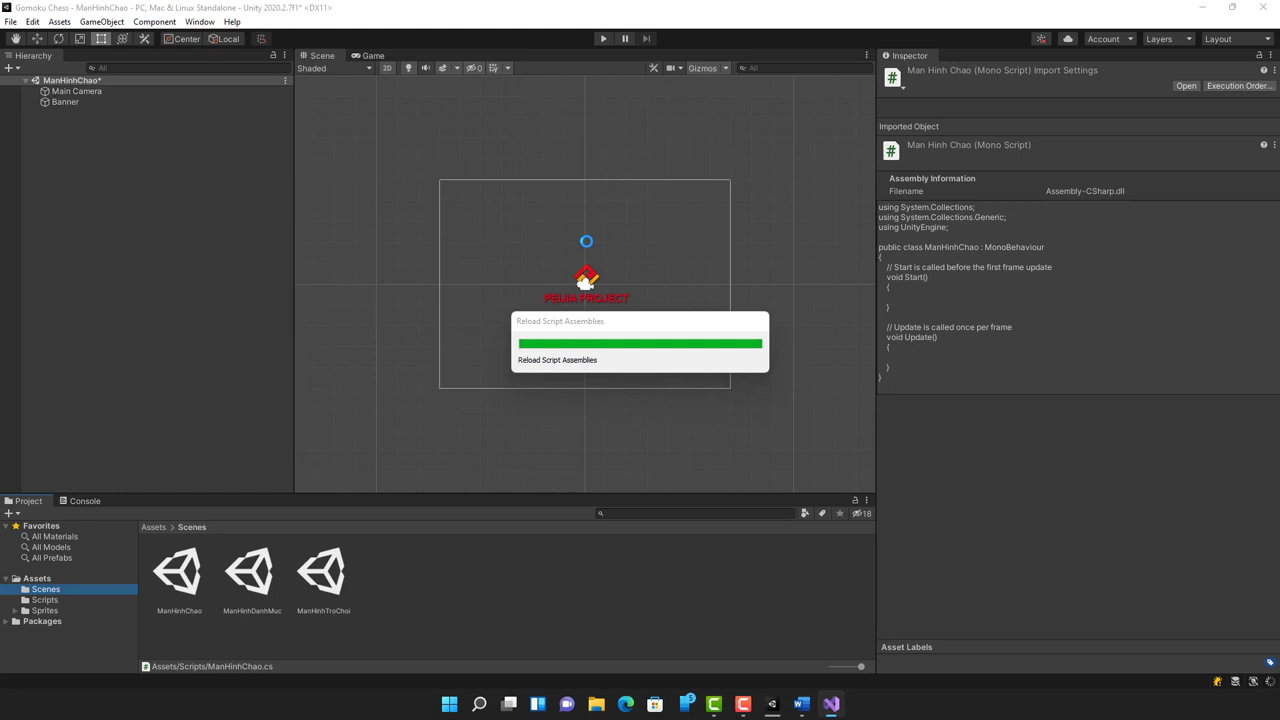 Gomoku Chess - ManHinhChao - PC, Mac & Linux Standalone - Unity 2020.2.7f1* <DX11>
File Edit Assets GameObject Component Window Help
Center Local Account Layers Layout
Hierarchy Scene Game Inspector
All
Shaded 2D 0 Gizmos All
ManHinhChao*
Main Camera
Banner
Man Hinh Chao (Mono Script) Import Settings
Open Execution Order...
Imported Object
Man Hinh Chao (Mono Script)
Assembly Information
Filename Assembly-CSharp.dll
using System.Collections;
using System.Collections.Generic;
using UnityEngine;
public class ManHinhChao : MonoBehaviour
{
// Start is called before the first frame update
void Start()
{
}
// Update is called once per frame
void Update()
{
}
}
PEIJIA PROJECT
Reload Script Assemblies
Reload Script Assemblies
Project Console
18
Favorites
All Materials
All Models
All Prefabs
Assets
Scenes
Scripts
Sprites
Packages
Assets > Scenes
ManHinhChao ManHinhDanhMuc ManHinhTroChoi
Assets/Scripts/ManHinhChao.cs
Asset Labels
5